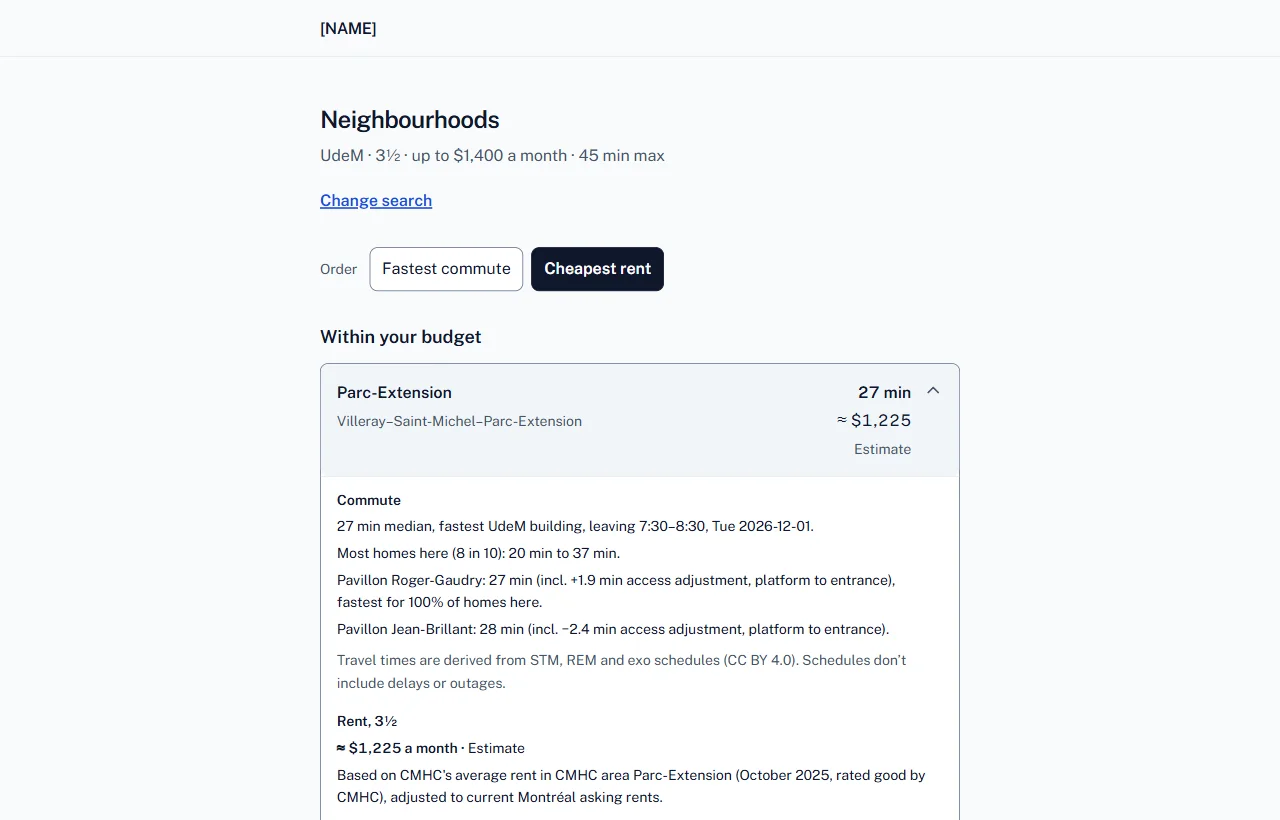 [NAME]
Neighbourhoods
UdeM · 3½ · up to $1,400 a month · 45 min max
Change search
Order
Fastest commute
Cheapest rent
Within your budget
Parc-Extension
27 min
Villeray–Saint-Michel–Parc-Extension
≈ $1,225
Estimate
Commute
27 min median, fastest UdeM building, leaving 7:30–8:30, Tue 2026-12-01.
Most homes here (8 in 10): 20 min to 37 min.
Pavillon Roger-Gaudry: 27 min (incl. +1.9 min access adjustment, platform to entrance),
fastest for 100% of homes here.
Pavillon Jean-Brillant: 28 min (incl. −2.4 min access adjustment, platform to entrance).
Travel times are derived from STM, REM and exo schedules (CC BY 4.0). Schedules don't
include delays or outages.
Rent, 3½
≈ $1,225 a month · Estimate
Based on CMHC's average rent in CMHC area Parc-Extension (October 2025, rated good by
CMHC), adjusted to current Montréal asking rents.